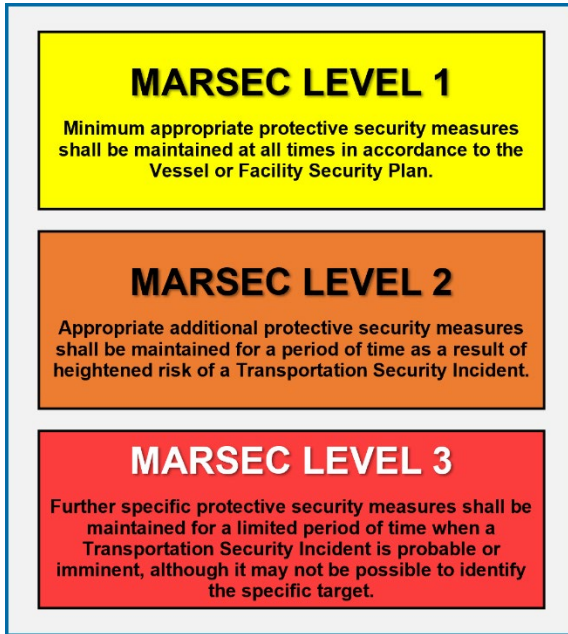 MARSEC LEVEL 1
Minimum appropriate protective security measures
shall be maintained at all times in accordance to the
Vessel or Facility Security Plan.
MARSEC LEVEL 2
Appropriate additional protective security measures
shall be maintained for a period of time as a result of
heightened risk of a Transportation Security Incident.
MARSEC LEVEL 3
Further specific protective security measures shall be
maintained for a limited period of time when a
Transportation Security Incident is probable or
imminent, although it may not be possible to identify
the specific target.